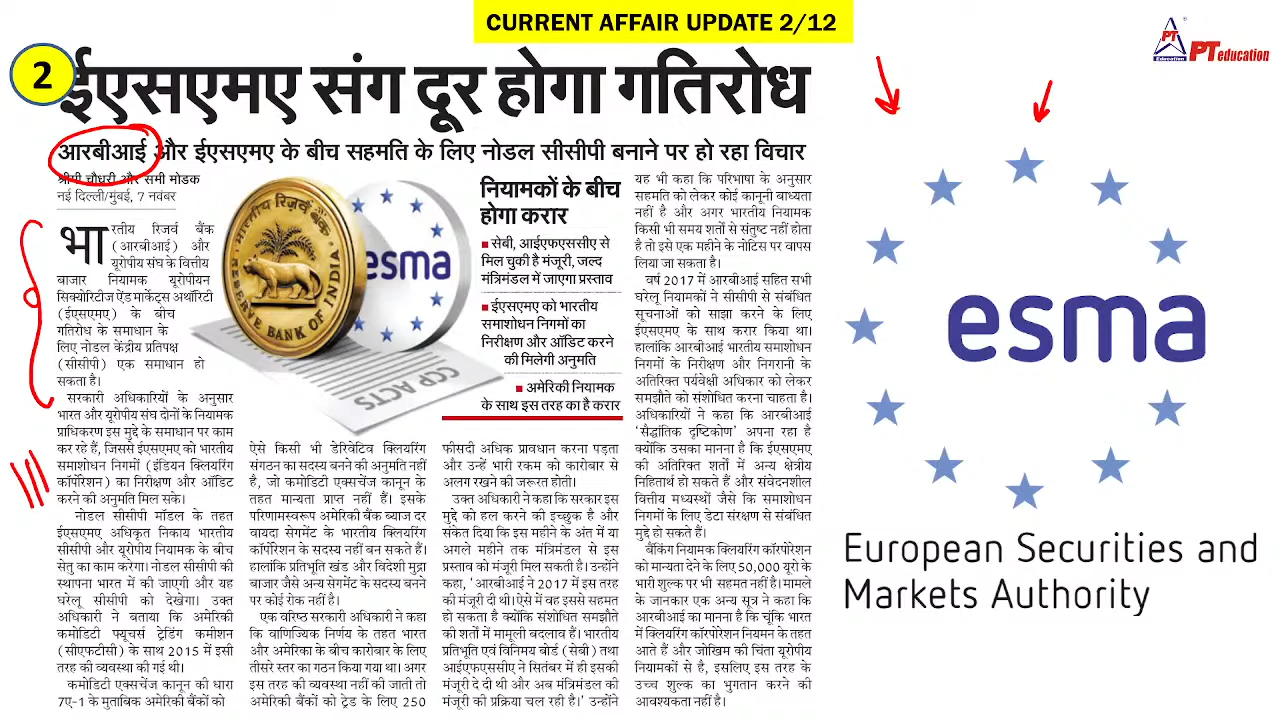 CURRENT AFFAIR UPDATE 2/12
PT
Education
PT education
2
ईएसएमए संग दूर होगा गतिरोध
आरबीआई और ईएसएमए के बीच सहमति के लिए नोडल सीसीपी बनाने पर हो रहा विचार
श्रीमी चौधरी और समी मोडक
नई दिल्ली/मुंबई, 7 नवंबर
भारतीय रिजर्व बैंक
(आरबीआई) और
यूरोपीय संघ के वित्तीय
बाजार नियामक यूरोपीयन
सिक्योरिटीज ऐंड मार्केट्स अथॉरिटी
(ईएसएमए) के बीच
गतिरोध के समाधान के
लिए नोडल केंद्रीय प्रतिपक्ष
(सीसीपी) एक समाधान हो
सकता है।
सरकारी अधिकारियों के अनुसार
भारत और यूरोपीय संघ दोनों के नियामक
प्राधिकरण इस मुद्दे के समाधान पर काम
कर रहे हैं, जिससे ईएसएमए को भारतीय
समाशोधन निगमों (इंडियन क्लियरिंग
कॉर्पोरेशन) का निरीक्षण और ऑडिट
करने की अनुमति मिल सके।
नोडल सीसीपी मॉडल के तहत
ईएसएमए अधिकृत निकाय भारतीय
सीसीपी और यूरोपीय नियामक के बीच
सेतु का काम करेगा। नोडल सीसीपी की
स्थापना भारत में की जाएगी और यह
घरेलू सीसीपी को देखेगा। उक्त
अधिकारी ने बताया कि अमेरिकी
कमोडिटी फ्यूचर्स ट्रेडिंग कमीशन
(सीएफटीसी) के साथ 2015 में इसी
तरह की व्यवस्था की गई थी।
कमोडिटी एक्सचेंज कानून की धारा
7ए-1 के मुताबिक अमेरिकी बैंकों को
भारतीय रिज़र्व बैंक
RESERVE BANK OF INDIA
esma
CCP ACTS
नियामकों के बीच
होगा करार
■ सेबी, आईएफएससीए से
मिल चुकी है मंजूरी, जल्द
मंत्रिमंडल में जाएगा प्रस्ताव
■ ईएसएमए को भारतीय
समाशोधन निगमों का
निरीक्षण और ऑडिट करने
की मिलेगी अनुमति
■ अमेरिकी नियामक
के साथ इस तरह का है करार
ऐसे किसी भी डेरिवेटिव क्लियरिंग
संगठन का सदस्य बनने की अनुमति नहीं
है, जो कमोडिटी एक्सचेंज कानून के
तहत मान्यता प्राप्त नहीं हैं। इसके
परिणामस्वरूप अमेरिकी बैंक ब्याज दर
वायदा सेगमेंट के भारतीय क्लियरिंग
कॉर्पोरेशन के सदस्य नहीं बन सकते हैं।
हालांकि प्रतिभूति खंड और विदेशी मुद्रा
बाजार जैसे अन्य सेगमेंट के सदस्य बनने
पर कोई रोक नहीं है।
एक वरिष्ठ सरकारी अधिकारी ने कहा
कि वाणिज्यिक निर्णय के तहत भारत
और अमेरिका के बीच कारोबार के लिए
तीसरे स्तर का गठन किया गया था। अगर
इस तरह की व्यवस्था नहीं की जाती तो
अमेरिकी बैंकों को ट्रेड के लिए 250
फीसदी अधिक प्रावधान करना पड़ता
और उन्हें भारी रकम को कारोबार से
अलग रखने की जरूरत होती।
उक्त अधिकारी ने कहा कि सरकार इस
मुद्दे को हल करने की इच्छुक है और
संकेत दिया कि इस महीने के अंत में या
अगले महीने तक मंत्रिमंडल से इस
प्रस्ताव को मंजूरी मिल सकती है। उन्होंने
कहा, 'आरबीआई ने 2017 में इस तरह
की मंजूरी दी थी। ऐसे में वह इससे सहमत
हो सकता है क्योंकि संशोधित समझौते
की शर्तों में मामूली बदलाव हैं। भारतीय
प्रतिभूति एवं विनिमय बोर्ड (सेबी) तथा
आईएफएससीए ने सितंबर में ही इसकी
मंजूरी दे दी थी और अब मंत्रिमंडल की
मंजूरी की प्रक्रिया चल रही है।' उन्होंने
यह भी कहा कि परिभाषा के अनुसार
सहमति को लेकर कोई कानूनी बाध्यता
नहीं है और अगर भारतीय नियामक
किसी भी समय शर्तों से संतुष्ट नहीं होता
है तो इसे एक महीने के नोटिस पर वापस
लिया जा सकता है।
वर्ष 2017 में आरबीआई सहित सभी
घरेलू नियामकों ने सीसीपी से संबंधित
सूचनाओं को साझा करने के लिए
ईएसएमए के साथ करार किया था।
हालांकि आरबीआई भारतीय समाशोधन
निगमों के निरीक्षण और निगरानी के
अतिरिक्त पर्यवेक्षी अधिकार को लेकर
समझौते को संशोधित करना चाहता है।
अधिकारियों ने कहा कि आरबीआई
'सैद्धांतिक दृष्टिकोण' अपना रहा है
क्योंकि उसका मानना है कि ईएसएमए
की अतिरिक्त शर्तों में अन्य क्षेत्रीय
निहितार्थ हो सकते हैं और संवेदनशील
वित्तीय मध्यस्थों जैसे कि समाशोधन
निगमों के लिए डेटा संरक्षण से संबंधित
मुद्दे हो सकते हैं।
बैंकिंग नियामक क्लियरिंग कॉरपोरेशन
को मान्यता देने के लिए 50,000 यूरो के
भारी शुल्क पर भी सहमत नहीं है। मामले
के जानकार एक अन्य सूत्र ने कहा कि
आरबीआई का मानना है कि चूंकि भारत
में क्लियरिंग कॉर्पोरेशन नियमन के तहत
आते हैं और जोखिम की चिंता यूरोपीय
नियामकों से है, इसलिए इस तरह के
उच्च शुल्क का भुगतान करने की
आवश्यकता नहीं है।
esma
European Securities and
Markets Authority